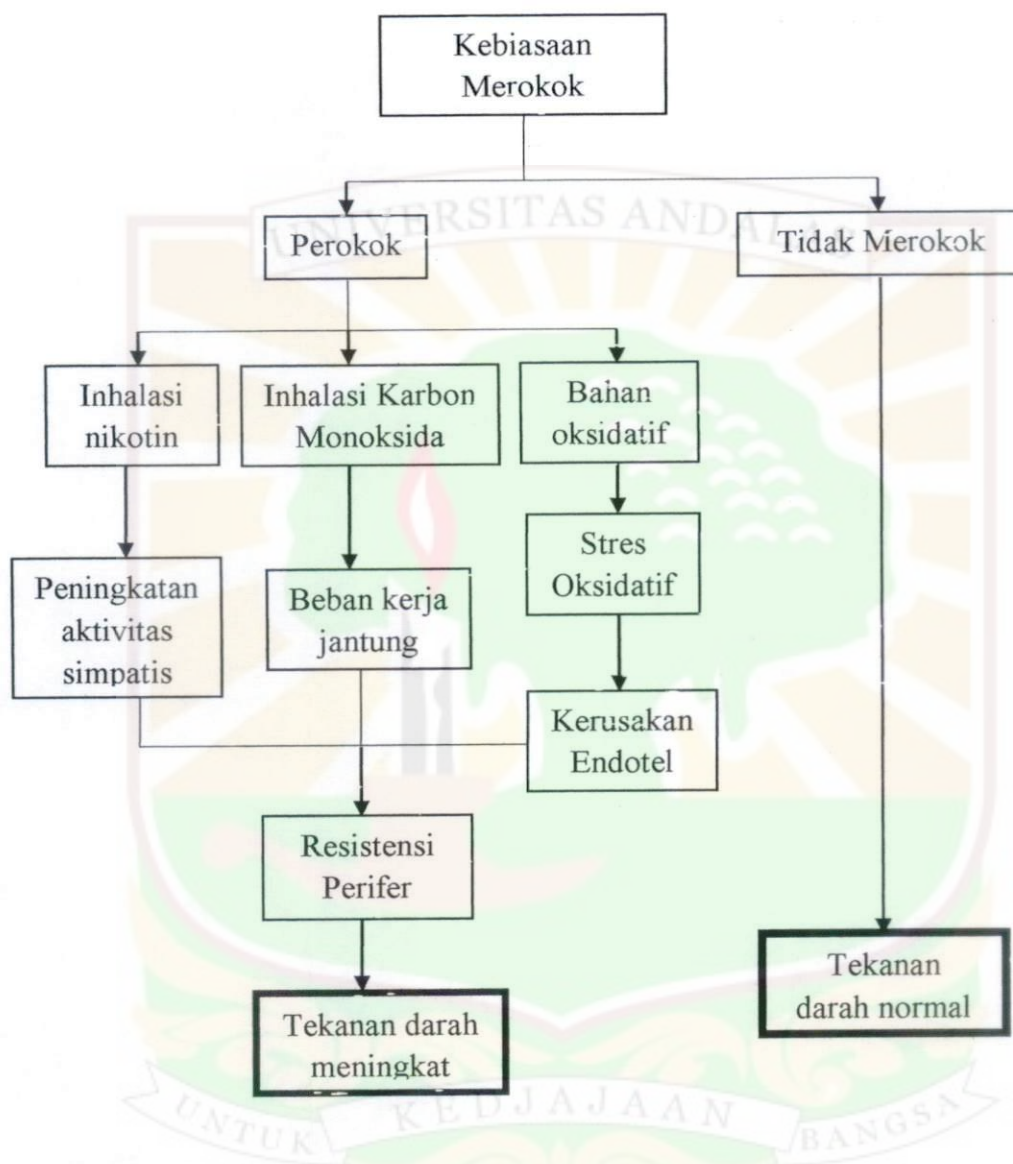 Kebiasaan
Merokok
UNIVERSITAS ANDALAS
Perokok
Tidak Merokok
Inhalasi
nikotin
Inhalasi Karbon
Monoksida
Bahan
oksidatif
Stres
Oksidatif
Peningkatan
aktivitas
simpatis
Beban kerja
jantung
Kerusakan
Endotel
Resistensi
Perifer
Tekanan
darah normal
Tekanan darah
meningkat
UNTUK KEDJAJAAN BANGSA